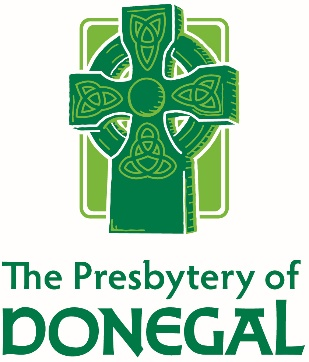 The Presbytery of
DONEGAL